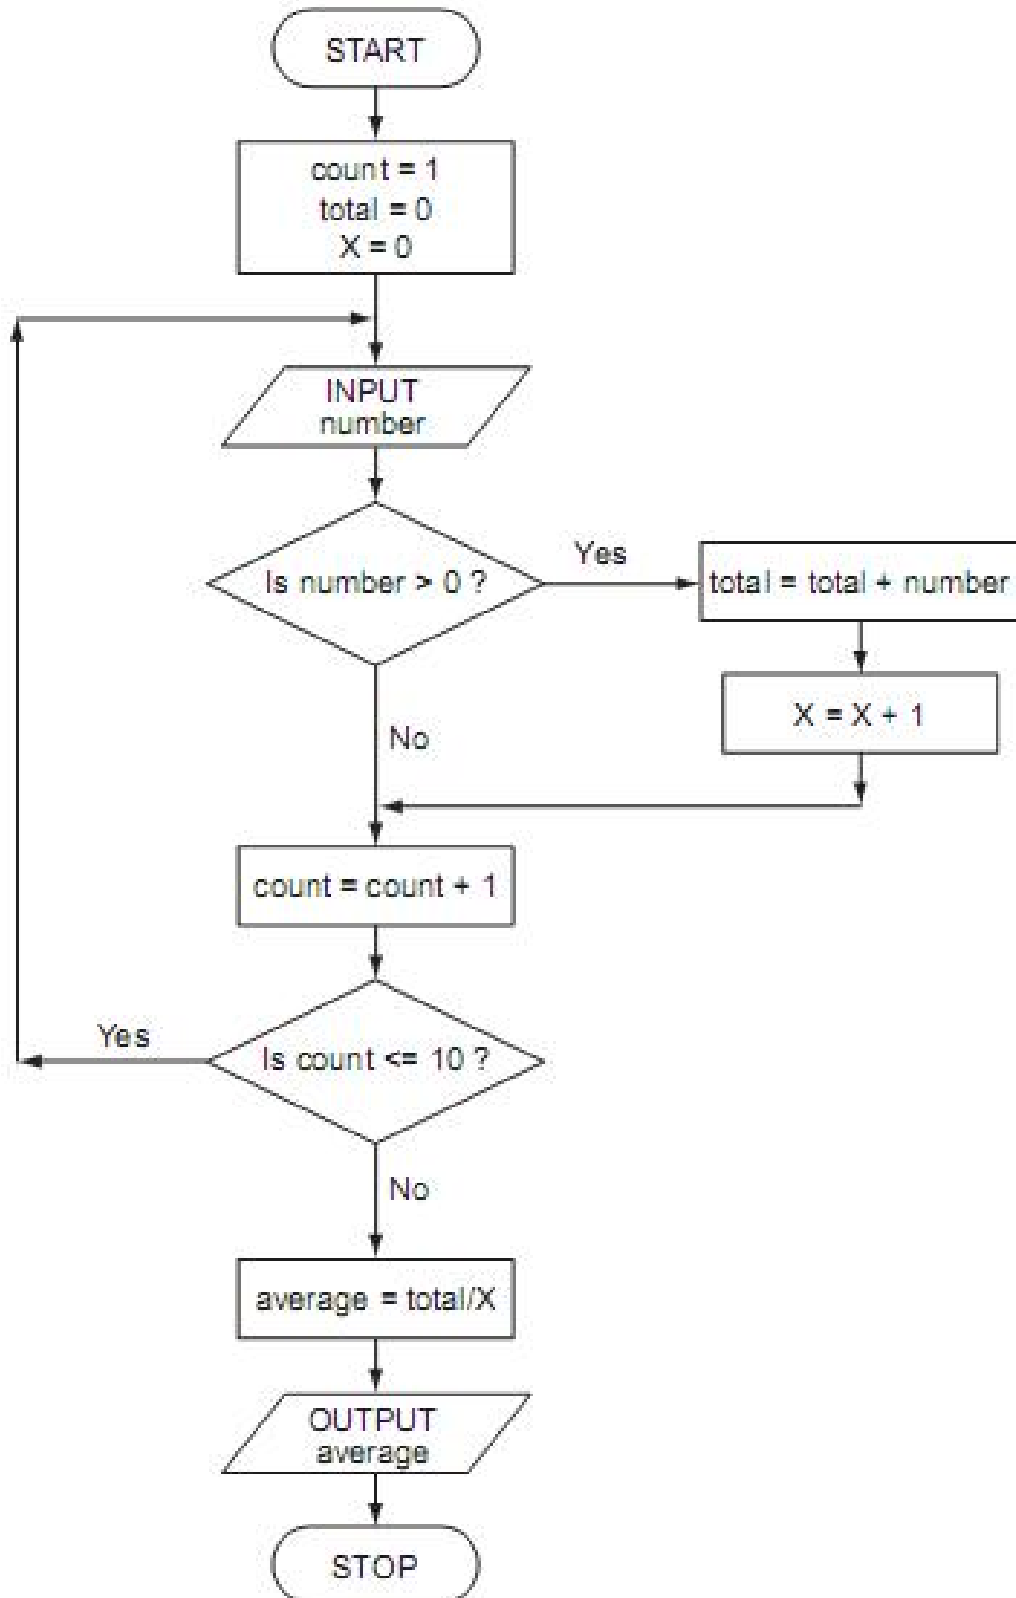 START
count = 1
total = 0
X = 0
INPUT
number
Is number > 0 ?
Yes
total = total + number
X = X + 1
No
count = count + 1
Is count <= 10 ?
Yes
No
average = total/X
OUTPUT
average
STOP